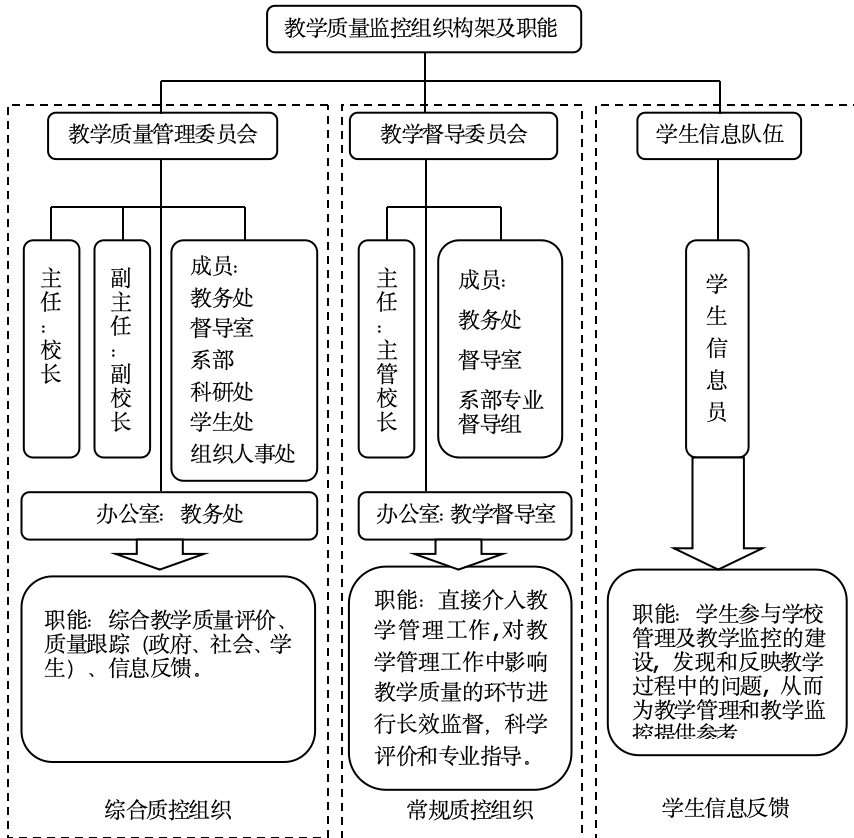 教学质量监控组织构架及职能
教学质量管理委员会
教学督导委员会
学生信息队伍
主任:校长
副主任:副校长
成员:
教务处
督导室
系部
科研处
学生处
组织人事处
主任:主管校长
成员:
教务处
督导室
系部专业
督导组
学生信息员
办公室: 教务处
办公室:教学督导室
职能: 综合教学质量评价、
质量跟踪 (政府、社会、学
生) 、信息反馈。
职能: 直接介入教
学管理工作,对教
学管理工作中影响
教学质量的环节进
行长效监督, 科学
评价和专业指导。
职能: 学生参与学校
管理及教学监控的建
设, 发现和反映教学
过程中的问题, 从而
为教学管理和教学监
控提供参考
综合质控组织
常规质控组织
学生信息反馈